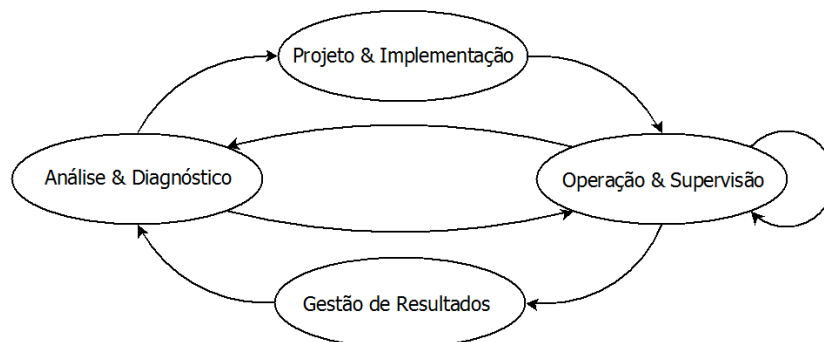 Projeto & Implementação
Análise & Diagnóstico
Operação & Supervisão
Gestão de Resultados